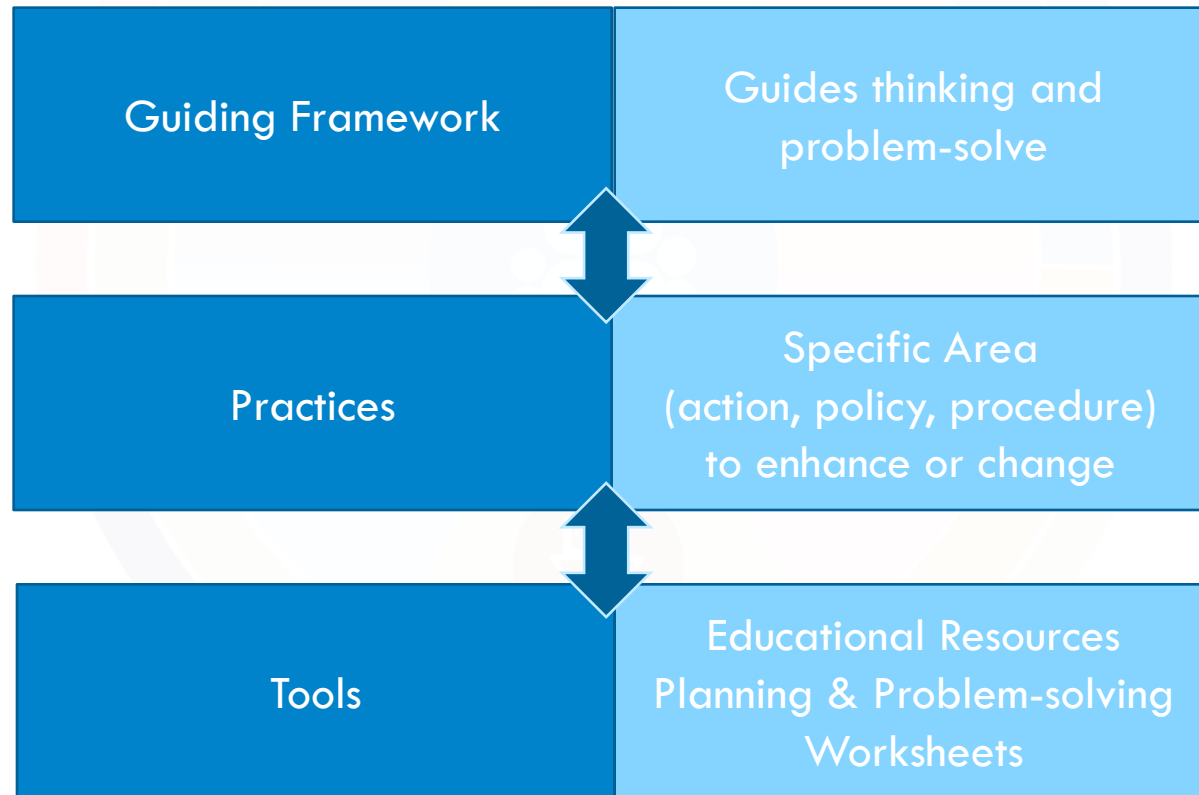 Guiding Framework
Guides thinking and
problem-solve
Practices
Specific Area
(action, policy, procedure)
to enhance or change
Tools
Educational Resources
Planning & Problem-solving
Worksheets